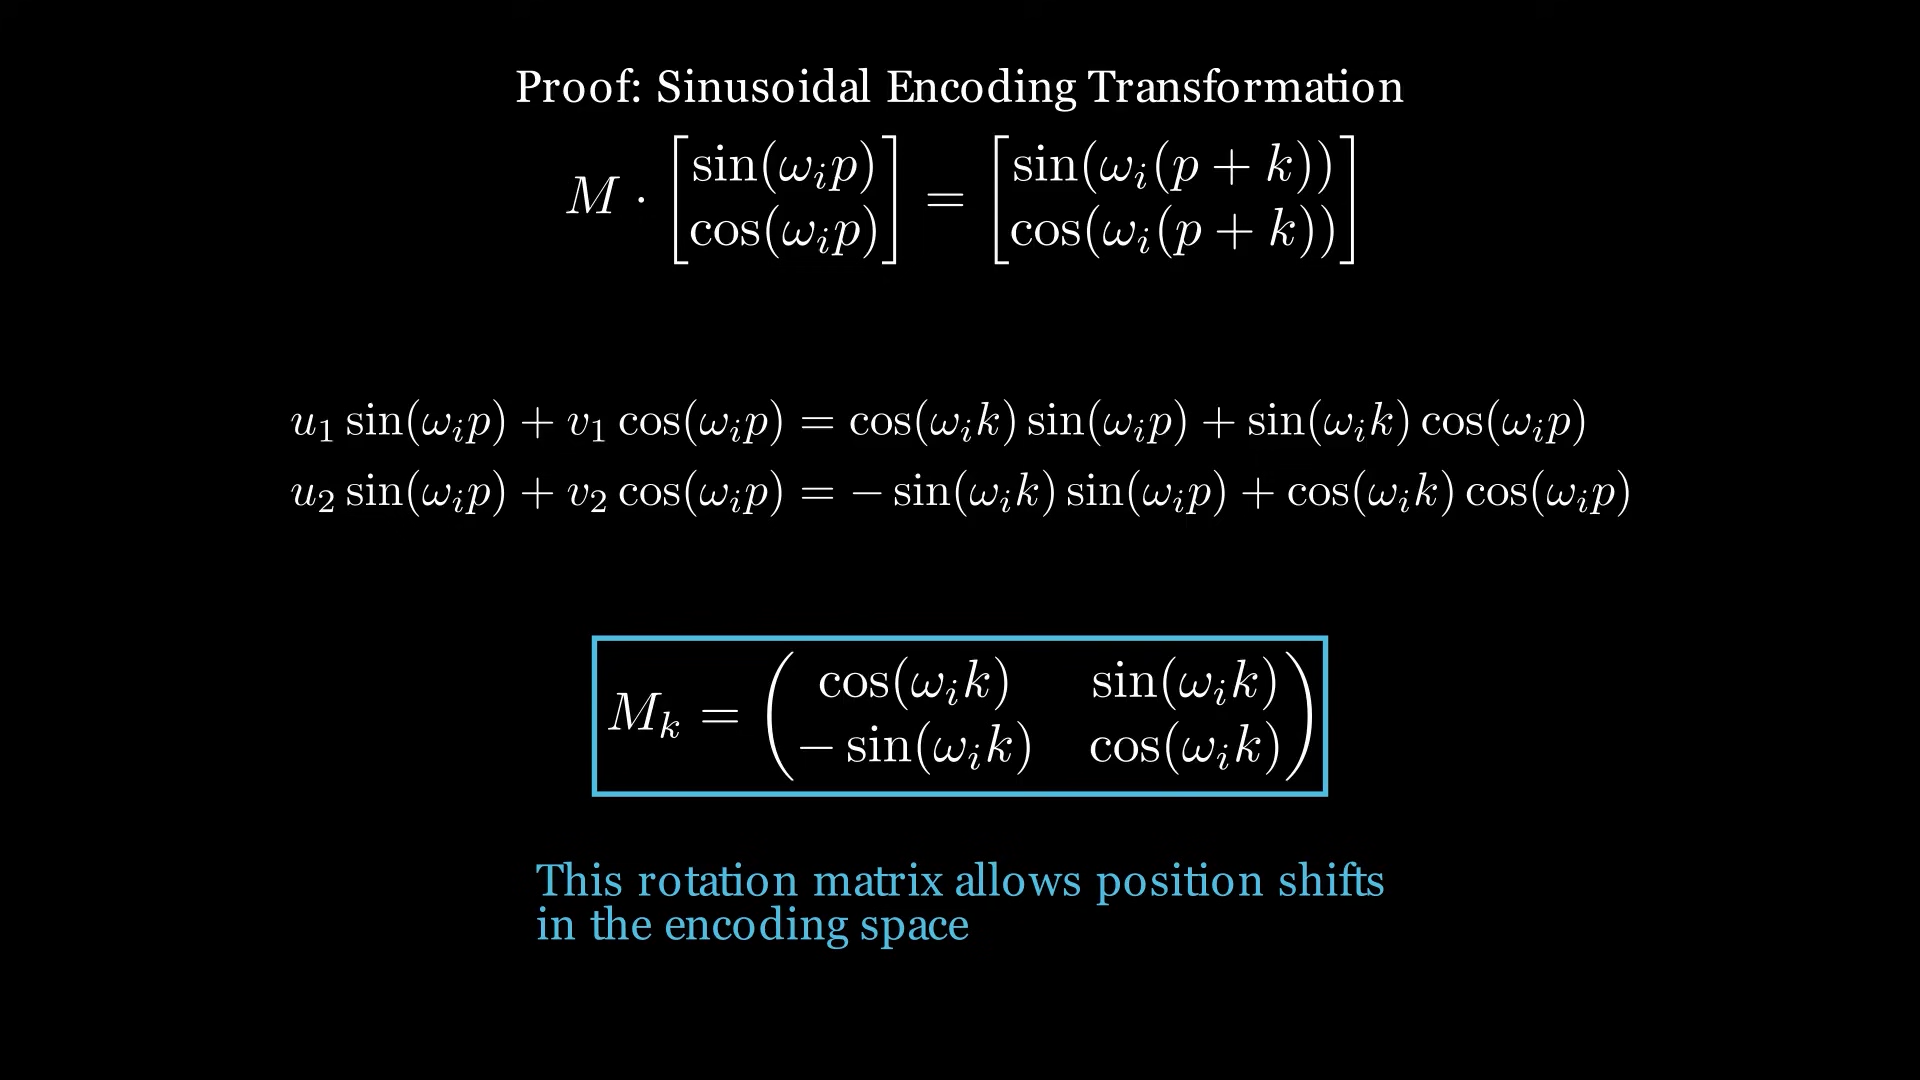 Proof: Sinusoidal Encoding Transformation
M · [sin(ω_i p) cos(ω_i p)] = [sin(ω_i(p + k)) cos(ω_i(p + k))]
u_1 sin(ω_i p) + v_1 cos(ω_i p) = cos(ω_i k) sin(ω_i p) + sin(ω_i k) cos(ω_i p)
u_2 sin(ω_i p) + v_2 cos(ω_i p) = − sin(ω_i k) sin(ω_i p) + cos(ω_i k) cos(ω_i p)
M_k = ( cos(ω_i k) sin(ω_i k)
− sin(ω_i k) cos(ω_i k) )
This rotation matrix allows position shifts
in the encoding space